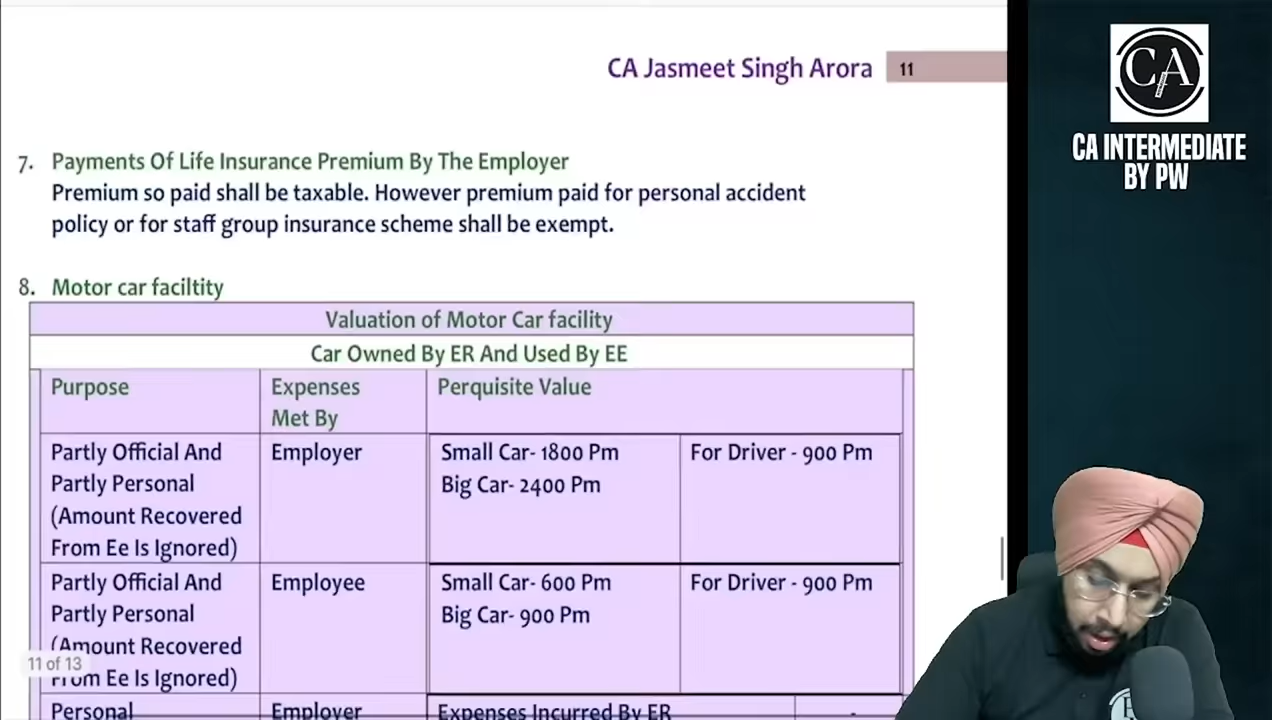 CA Jasmeet Singh Arora 11
CA
CA INTERMEDIATE
BY PW
7. Payments Of Life Insurance Premium By The Employer
Premium so paid shall be taxable. However premium paid for personal accident
policy or for staff group insurance scheme shall be exempt.
8. Motor car faciltity
Valuation of Motor Car facility
Car Owned By ER And Used By EE
Purpose
Expenses
Met By
Perquisite Value
Partly Official And
Partly Personal
(Amount Recovered
From Ee Is Ignored)
Employer
Small Car- 1800 Pm
Big Car- 2400 Pm
For Driver - 900 Pm
Partly Official And
Partly Personal
(Amount Recovered
From Ee Is Ignored)
Employee
Small Car- 600 Pm
Big Car- 900 Pm
For Driver - 900 Pm
11 of 13
Personal
Employer
Expenses Incurred By ER
-